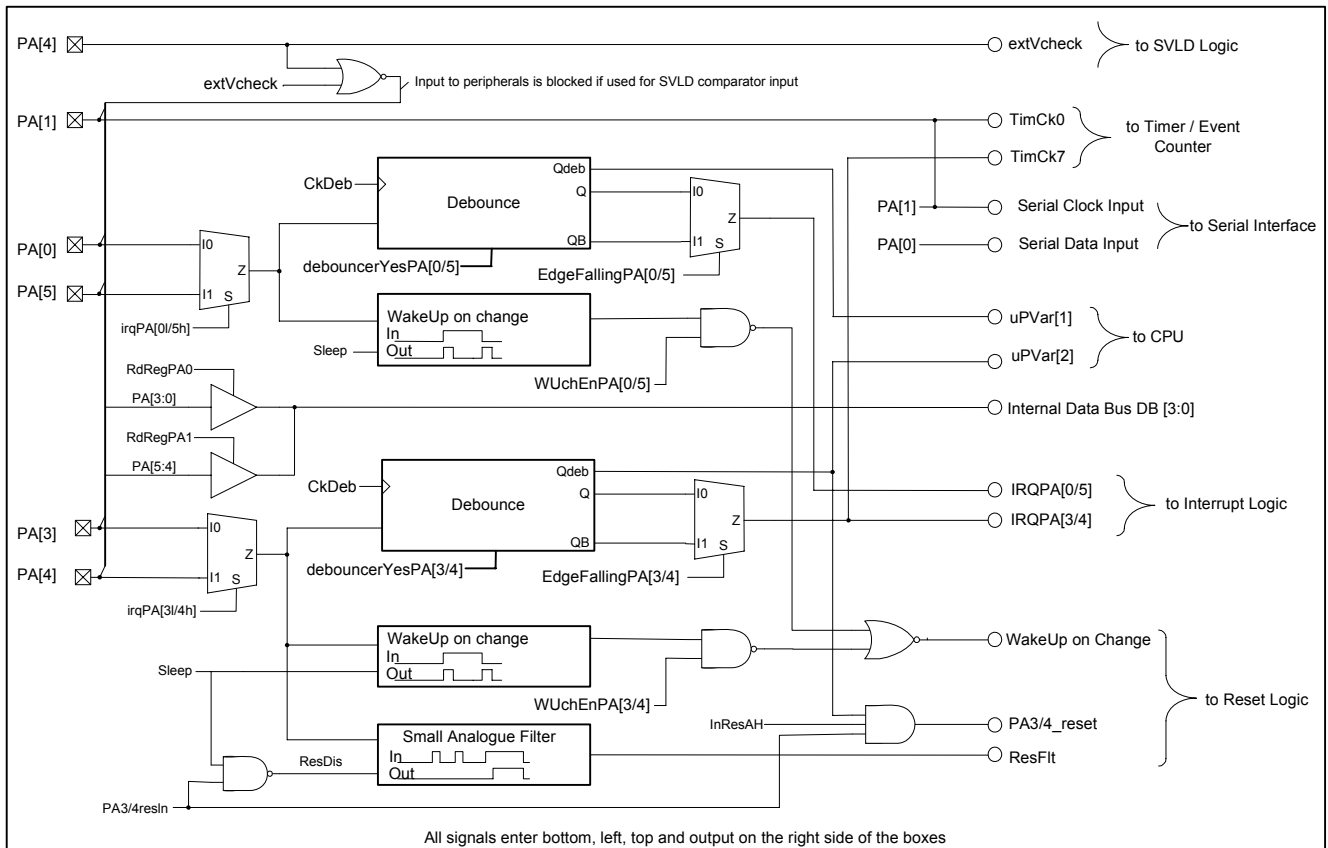 PA[4]
extVcheck
to SVLD Logic
extVcheck
Input to peripherals is blocked if used for SVLD comparator input
PA[1]
TimCk0
to Timer / Event
Counter
TimCk7
CkDeb
Debounce
Qdeb
Q
QB
I0
I1
S
Z
PA[1]
Serial Clock Input
to Serial Interface
PA[0]
Serial Data Input
PA[0]
PA[5]
I0
I1
S
Z
irqPA[0l/5h]
debouncerYesPA[0/5]
EdgeFallingPA[0/5]
WakeUp on change
In
Out
Sleep
WUchEnPA[0/5]
uPVar[1]
to CPU
uPVar[2]
RdRegPA0
PA[3:0]
Internal Data Bus DB [3:0]
RdRegPA1
PA[5:4]
CkDeb
Debounce
Qdeb
Q
QB
I0
I1
S
Z
IRQPA[0/5]
to Interrupt Logic
IRQPA[3/4]
PA[3]
PA[4]
I0
I1
S
Z
irqPA[3l/4h]
debouncerYesPA[3/4]
EdgeFallingPA[3/4]
WakeUp on change
In
Out
Sleep
WUchEnPA[3/4]
WakeUp on Change
to Reset Logic
InResAH
PA3/4_reset
Small Analogue Filter
In
Out
ResDis
ResFlt
PA3/4resIn
All signals enter bottom, left, top and output on the right side of the boxes